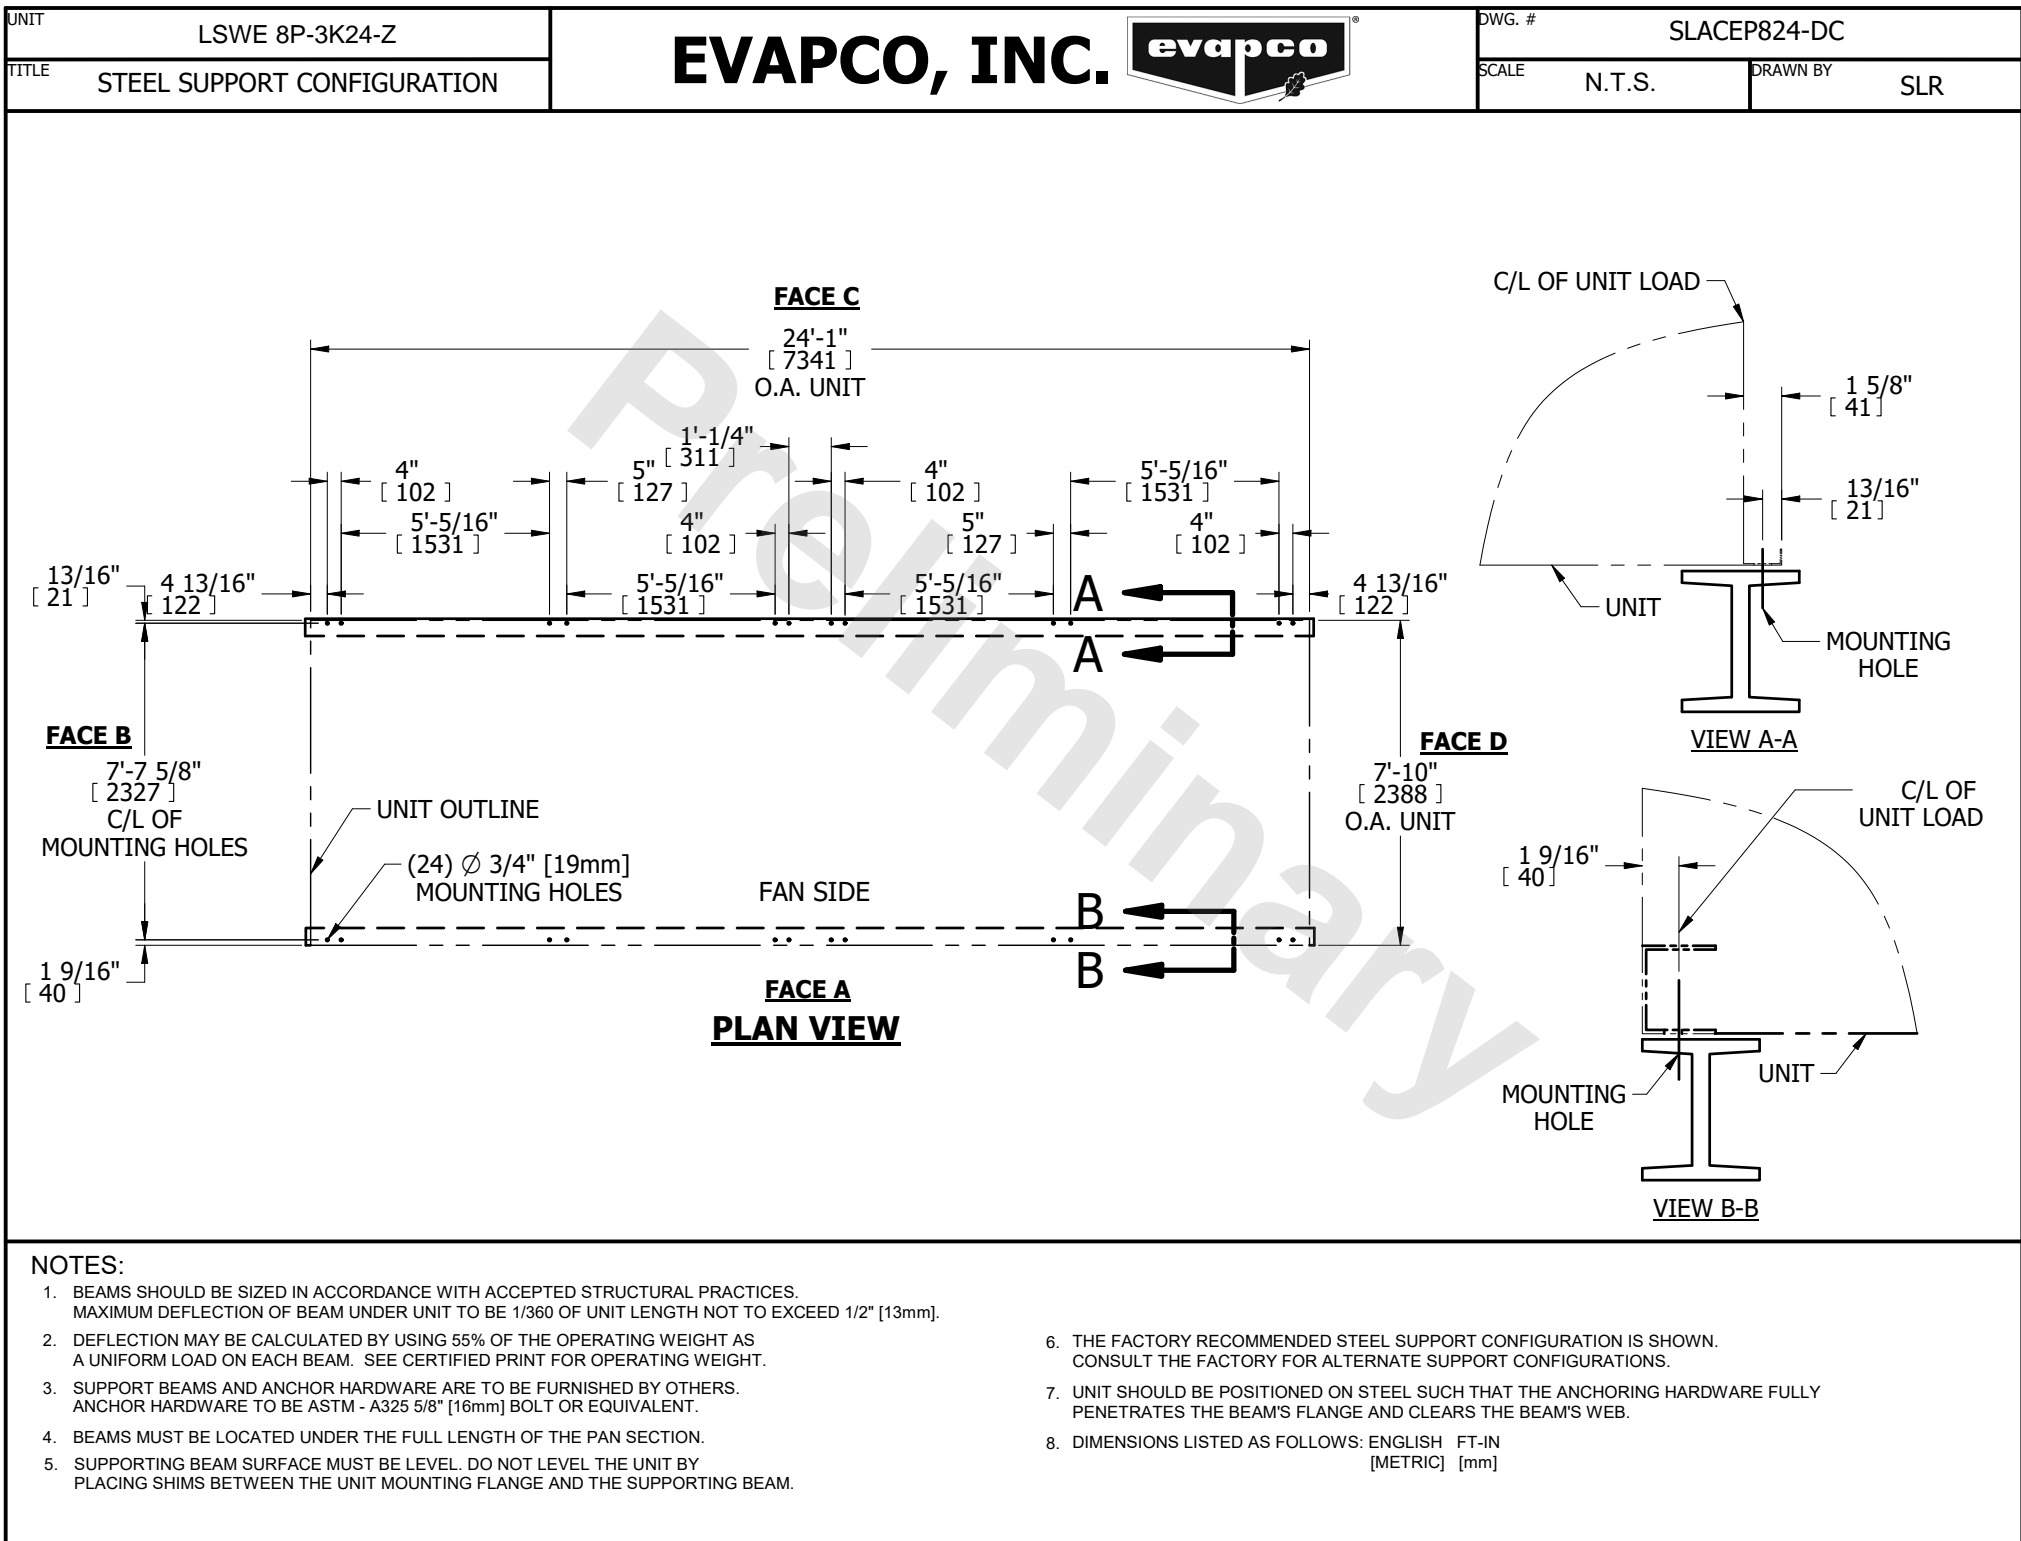 UNIT
LSWE 8P-3K24-Z
TITLE
STEEL SUPPORT CONFIGURATION
EVAPCO, INC.
evapco
®
DWG. #
SLACEP824-DC
SCALE
N.T.S.
DRAWN BY
SLR
Preliminary
FACE C
24'-1"
[ 7341 ]
O.A. UNIT
1'-1/4"
[ 311 ]
4"
[ 102 ]
5"
[ 127 ]
4"
[ 102 ]
5'-5/16"
[ 1531 ]
5'-5/16"
[ 1531 ]
4"
[ 102 ]
5"
[ 127 ]
4"
[ 102 ]
13/16"
[ 21 ]
4 13/16"
[ 122 ]
5'-5/16"
[ 1531 ]
5'-5/16"
[ 1531 ]
4 13/16"
[ 122 ]
A
A
FACE B
7'-7 5/8"
[ 2327 ]
C/L OF
MOUNTING HOLES
UNIT OUTLINE
(24) Ø 3/4" [19mm]
MOUNTING HOLES
FAN SIDE
FACE D
7'-10"
[ 2388 ]
O.A. UNIT
B
B
1 9/16"
[ 40 ]
FACE A
PLAN VIEW
C/L OF UNIT LOAD
1 5/8"
[ 41 ]
13/16"
[ 21 ]
UNIT
MOUNTING
HOLE
VIEW A-A
C/L OF
UNIT LOAD
1 9/16"
[ 40 ]
UNIT
MOUNTING
HOLE
VIEW B-B
NOTES:
1. BEAMS SHOULD BE SIZED IN ACCORDANCE WITH ACCEPTED STRUCTURAL PRACTICES.
MAXIMUM DEFLECTION OF BEAM UNDER UNIT TO BE 1/360 OF UNIT LENGTH NOT TO EXCEED 1/2" [13mm].
2. DEFLECTION MAY BE CALCULATED BY USING 55% OF THE OPERATING WEIGHT AS
A UNIFORM LOAD ON EACH BEAM. SEE CERTIFIED PRINT FOR OPERATING WEIGHT.
3. SUPPORT BEAMS AND ANCHOR HARDWARE ARE TO BE FURNISHED BY OTHERS.
ANCHOR HARDWARE TO BE ASTM - A325 5/8" [16mm] BOLT OR EQUIVALENT.
4. BEAMS MUST BE LOCATED UNDER THE FULL LENGTH OF THE PAN SECTION.
5. SUPPORTING BEAM SURFACE MUST BE LEVEL. DO NOT LEVEL THE UNIT BY
PLACING SHIMS BETWEEN THE UNIT MOUNTING FLANGE AND THE SUPPORTING BEAM.
6. THE FACTORY RECOMMENDED STEEL SUPPORT CONFIGURATION IS SHOWN.
CONSULT THE FACTORY FOR ALTERNATE SUPPORT CONFIGURATIONS.
7. UNIT SHOULD BE POSITIONED ON STEEL SUCH THAT THE ANCHORING HARDWARE FULLY
PENETRATES THE BEAM'S FLANGE AND CLEARS THE BEAM'S WEB.
8. DIMENSIONS LISTED AS FOLLOWS: ENGLISH FT-IN
[METRIC] [mm]